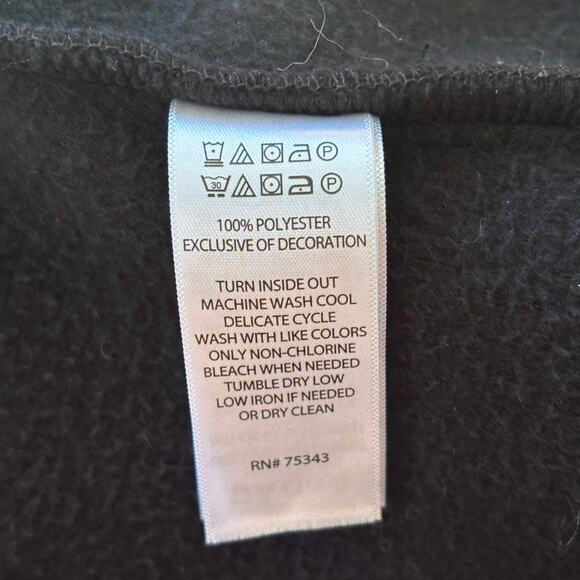 P
30 P
100% POLYESTER
EXCLUSIVE OF DECORATION
TURN INSIDE OUT
MACHINE WASH COOL
DELICATE CYCLE
WASH WITH LIKE COLORS
ONLY NON-CHLORINE
BLEACH WHEN NEEDED
TUMBLE DRY LOW
LOW IRON IF NEEDED
OR DRY CLEAN
RN# 75343